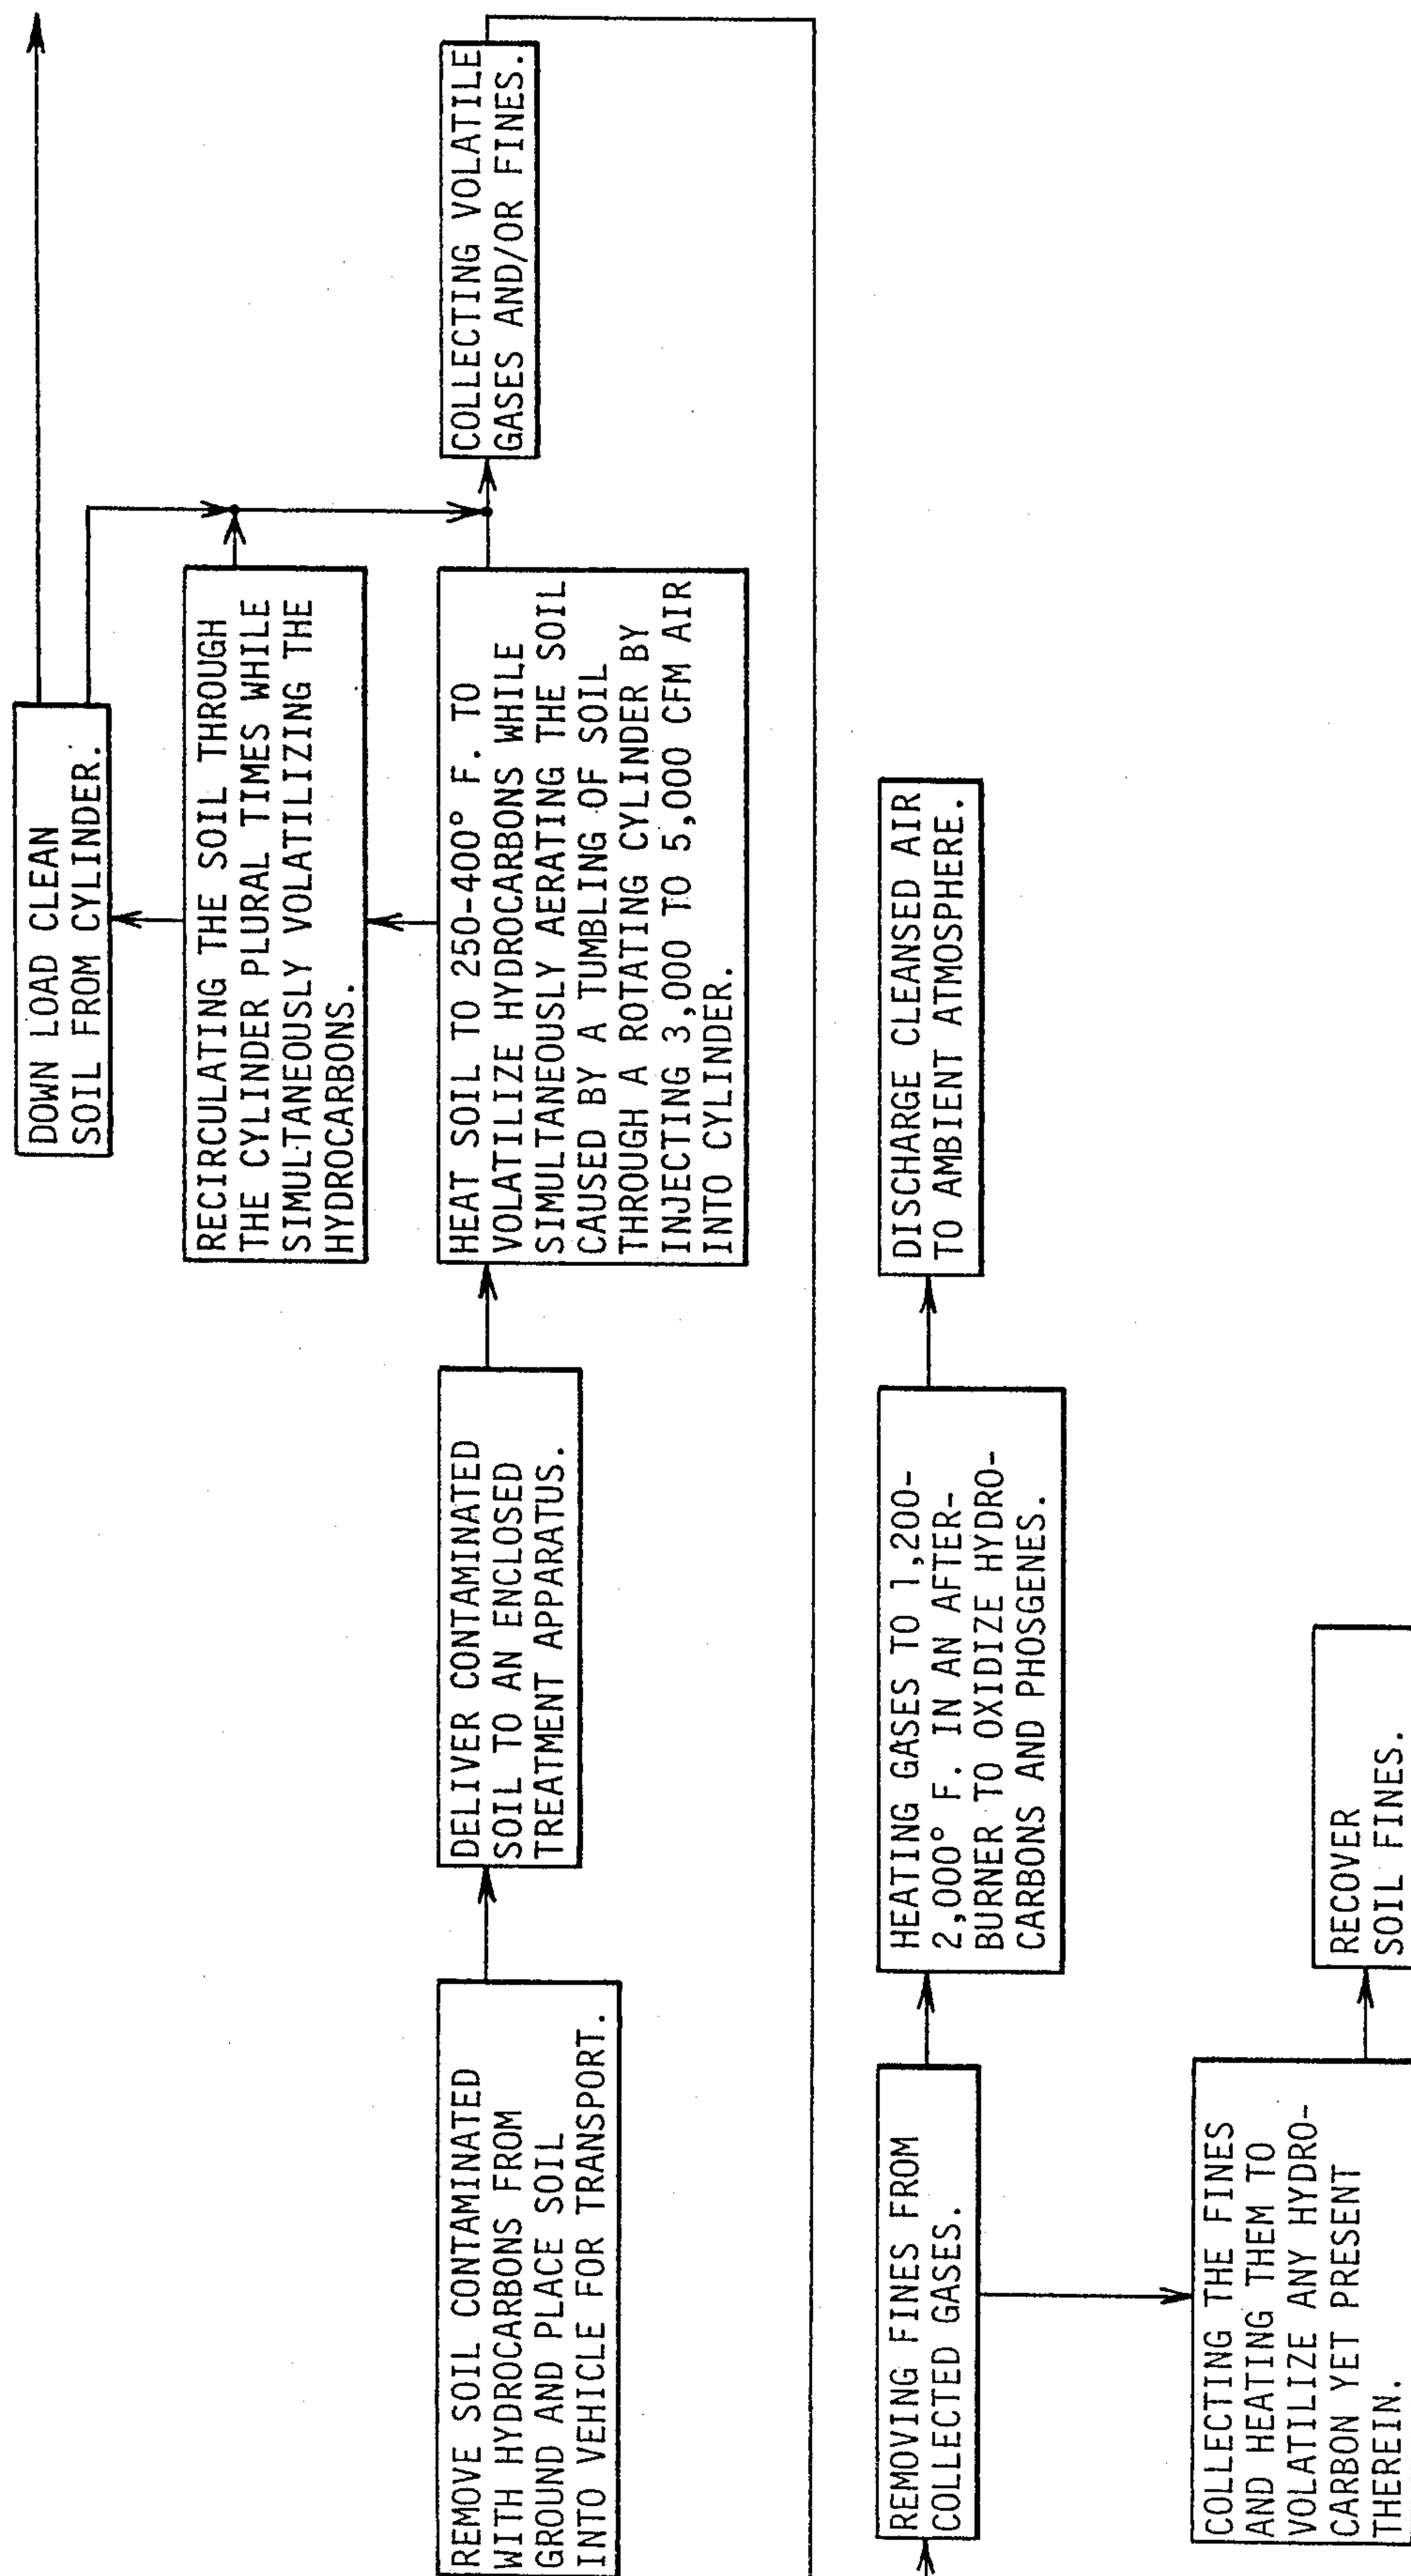 REMOVE SOIL CONTAMINATED
WITH HYDROCARBONS FROM
GROUND AND PLACE SOIL
INTO VEHICLE FOR TRANSPORT.
DELIVER CONTAMINATED
SOIL TO AN ENCLOSED
TREATMENT APPARATUS.
HEAT SOIL TO 250-400° F. TO
VOLATILIZE HYDROCARBONS WHILE
SIMULTANEOUSLY AERATING THE SOIL
CAUSED BY A TUMBLING OF SOIL
THROUGH A ROTATING CYLINDER BY
INJECTING 3,000 TO 5,000 CFM AIR
INTO CYLINDER.
RECIRCULATING THE SOIL THROUGH
THE CYLINDER PLURAL TIMES WHILE
SIMULTANEOUSLY VOLATILIZING THE
HYDROCARBONS.
DOWN LOAD CLEAN
SOIL FROM CYLINDER.
COLLECTING VOLATILE
GASES AND/OR FINES.
REMOVING FINES FROM
COLLECTED GASES.
HEATING GASES TO 1,200-
2,000° F. IN AN AFTER-
BURNER TO OXIDIZE HYDRO-
CARBONS AND PHOSGENES.
DISCHARGE CLEANSED AIR
TO AMBIENT ATMOSPHERE.
COLLECTING THE FINES
AND HEATING THEM TO
VOLATILIZE ANY HYDRO-
CARBON YET PRESENT
THEREIN.
RECOVER
SOIL FINES.